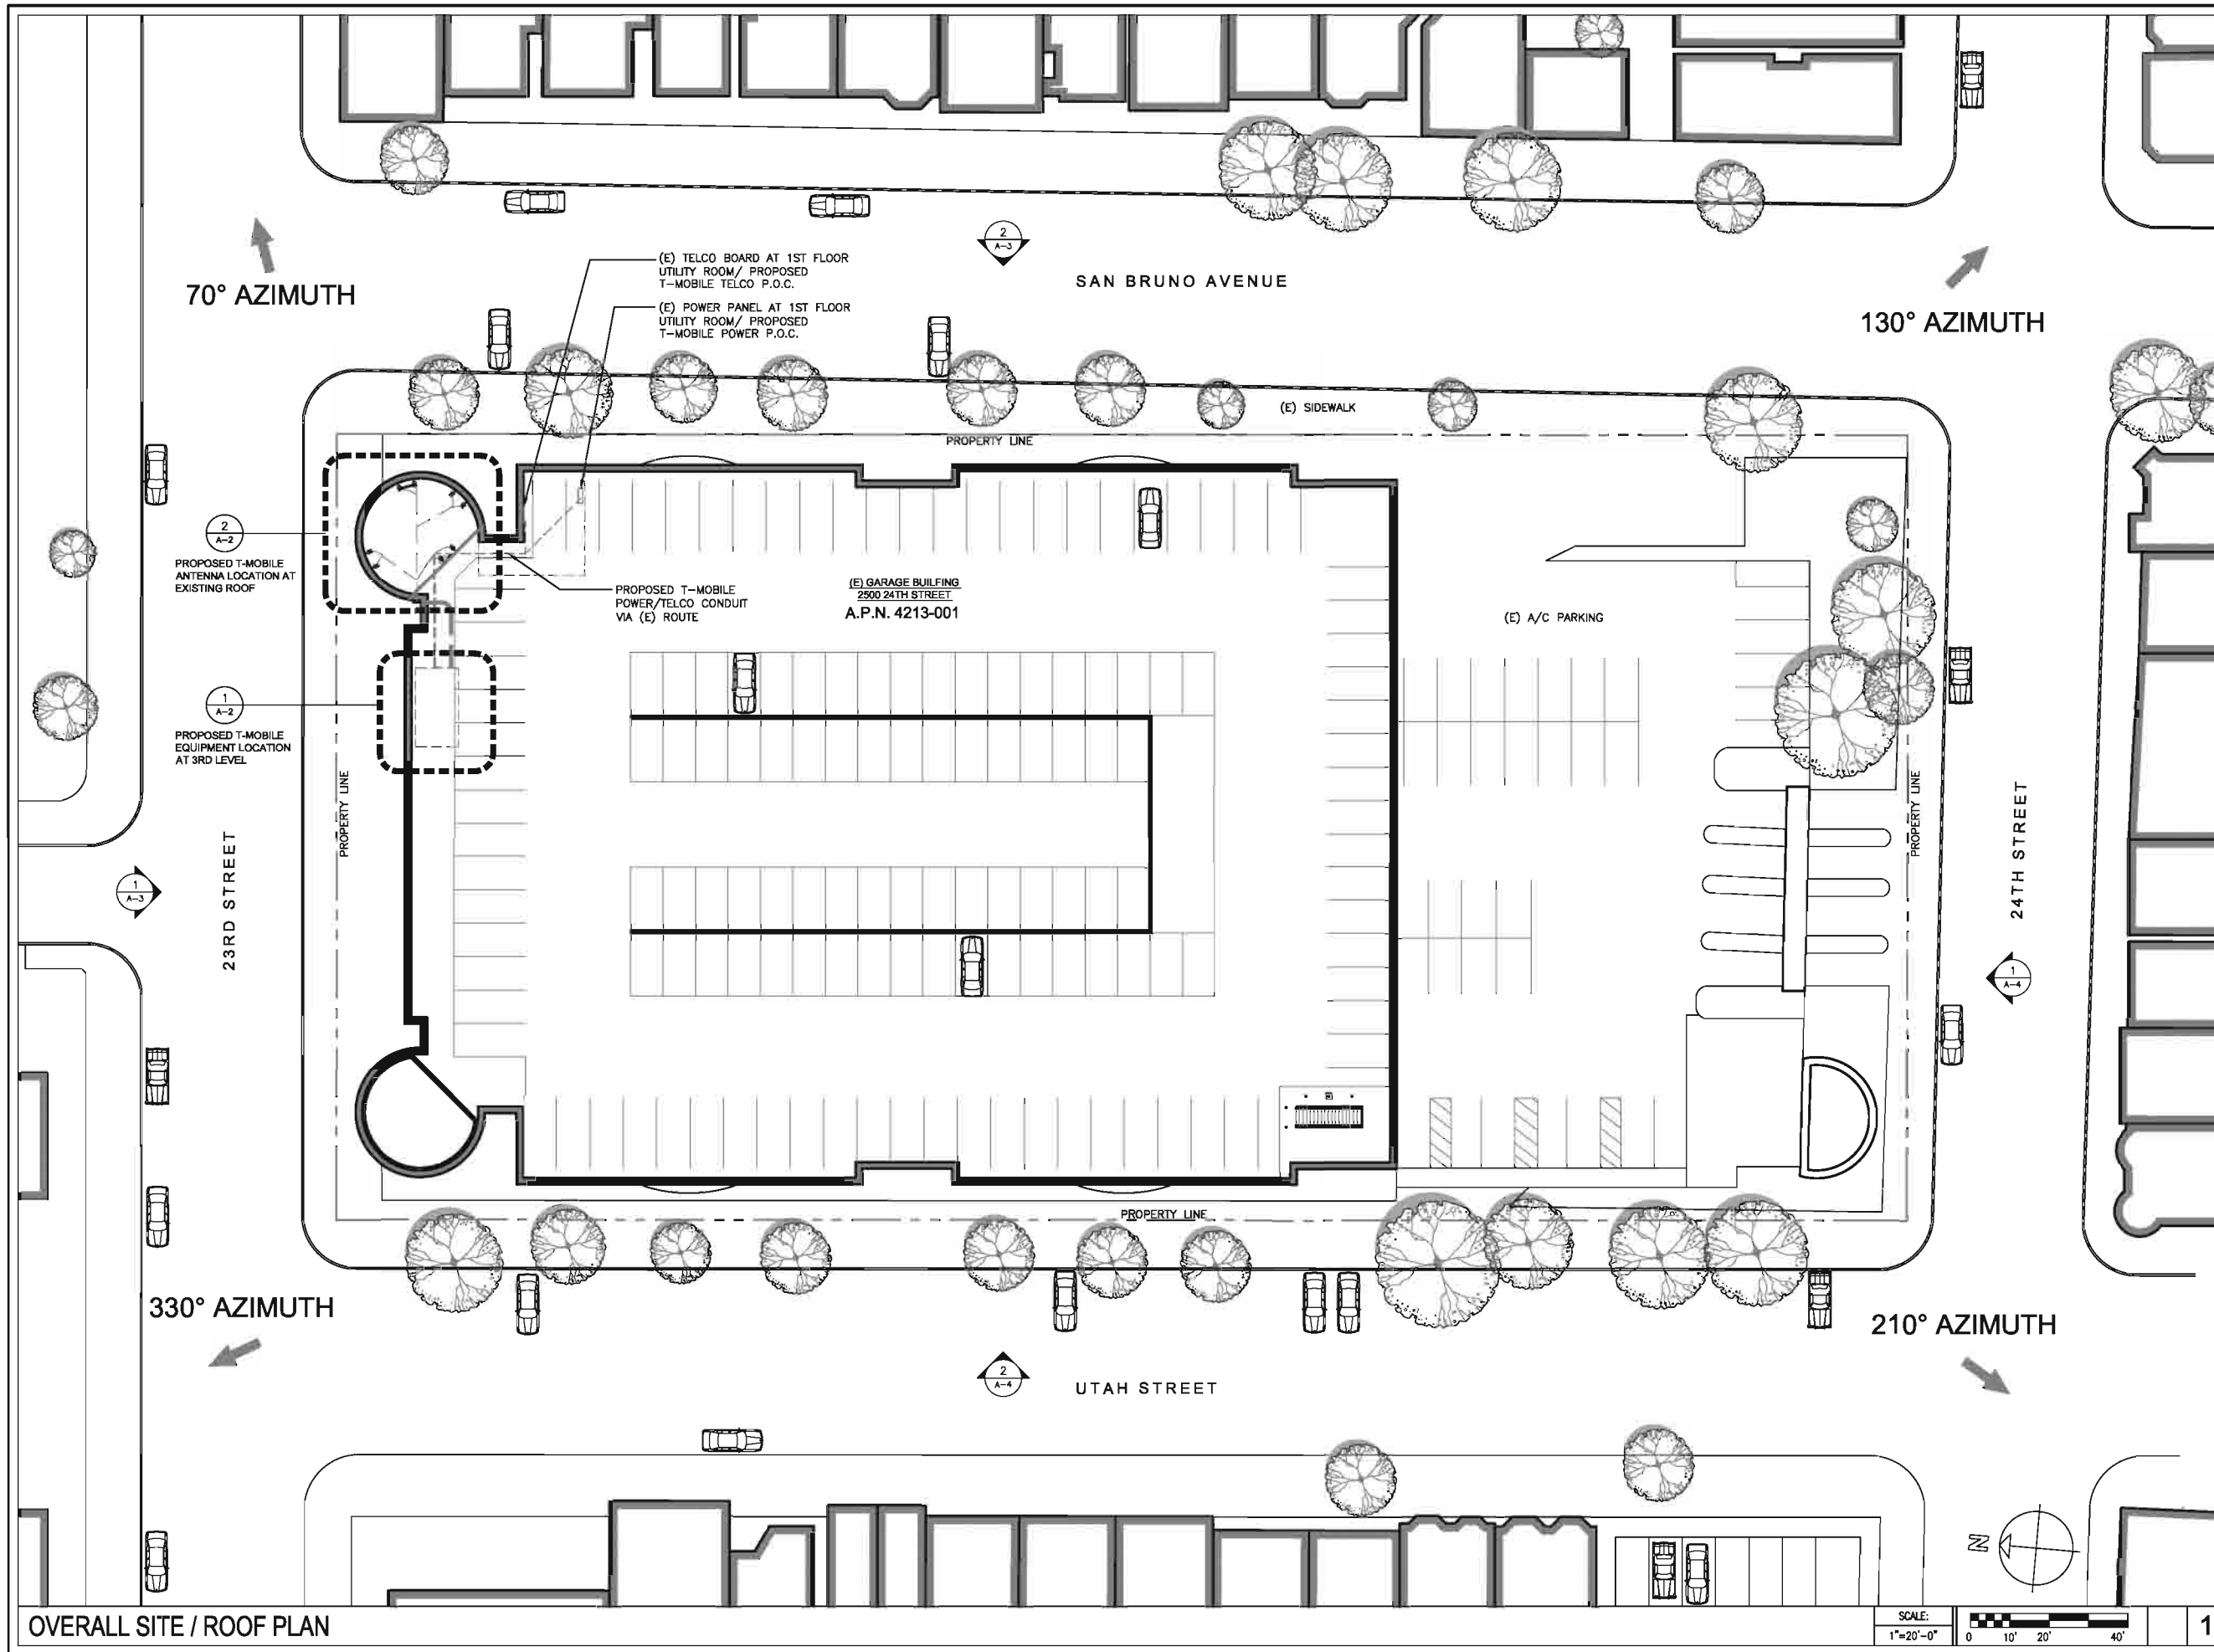 2
A-3
SAN BRUNO AVENUE
(E) TELCO BOARD AT 1ST FLOOR
UTILITY ROOM/ PROPOSED
T-MOBILE TELCO P.O.C.
(E) POWER PANEL AT 1ST FLOOR
UTILITY ROOM/ PROPOSED
T-MOBILE POWER P.O.C.
70° AZIMUTH
130° AZIMUTH
(E) SIDEWALK
PROPERTY LINE
2
A-2
PROPOSED T-MOBILE
ANTENNA LOCATION AT
EXISTING ROOF
PROPOSED T-MOBILE
POWER/TELCO CONDUIT
VIA (E) ROUTE
(E) GARAGE BUILFING
2500 24TH STREET
A.P.N. 4213-001
(E) A/C PARKING
1
A-2
PROPOSED T-MOBILE
EQUIPMENT LOCATION
AT 3RD LEVEL
PROPERTY LINE
PROPERTY LINE
23RD STREET
24TH STREET
1
A-3
1
A-4
PROPERTY LINE
330° AZIMUTH
210° AZIMUTH
2
A-4
UTAH STREET
N
OVERALL SITE / ROOF PLAN
SCALE:
1"=20'-0"
0 10' 20' 40'
1